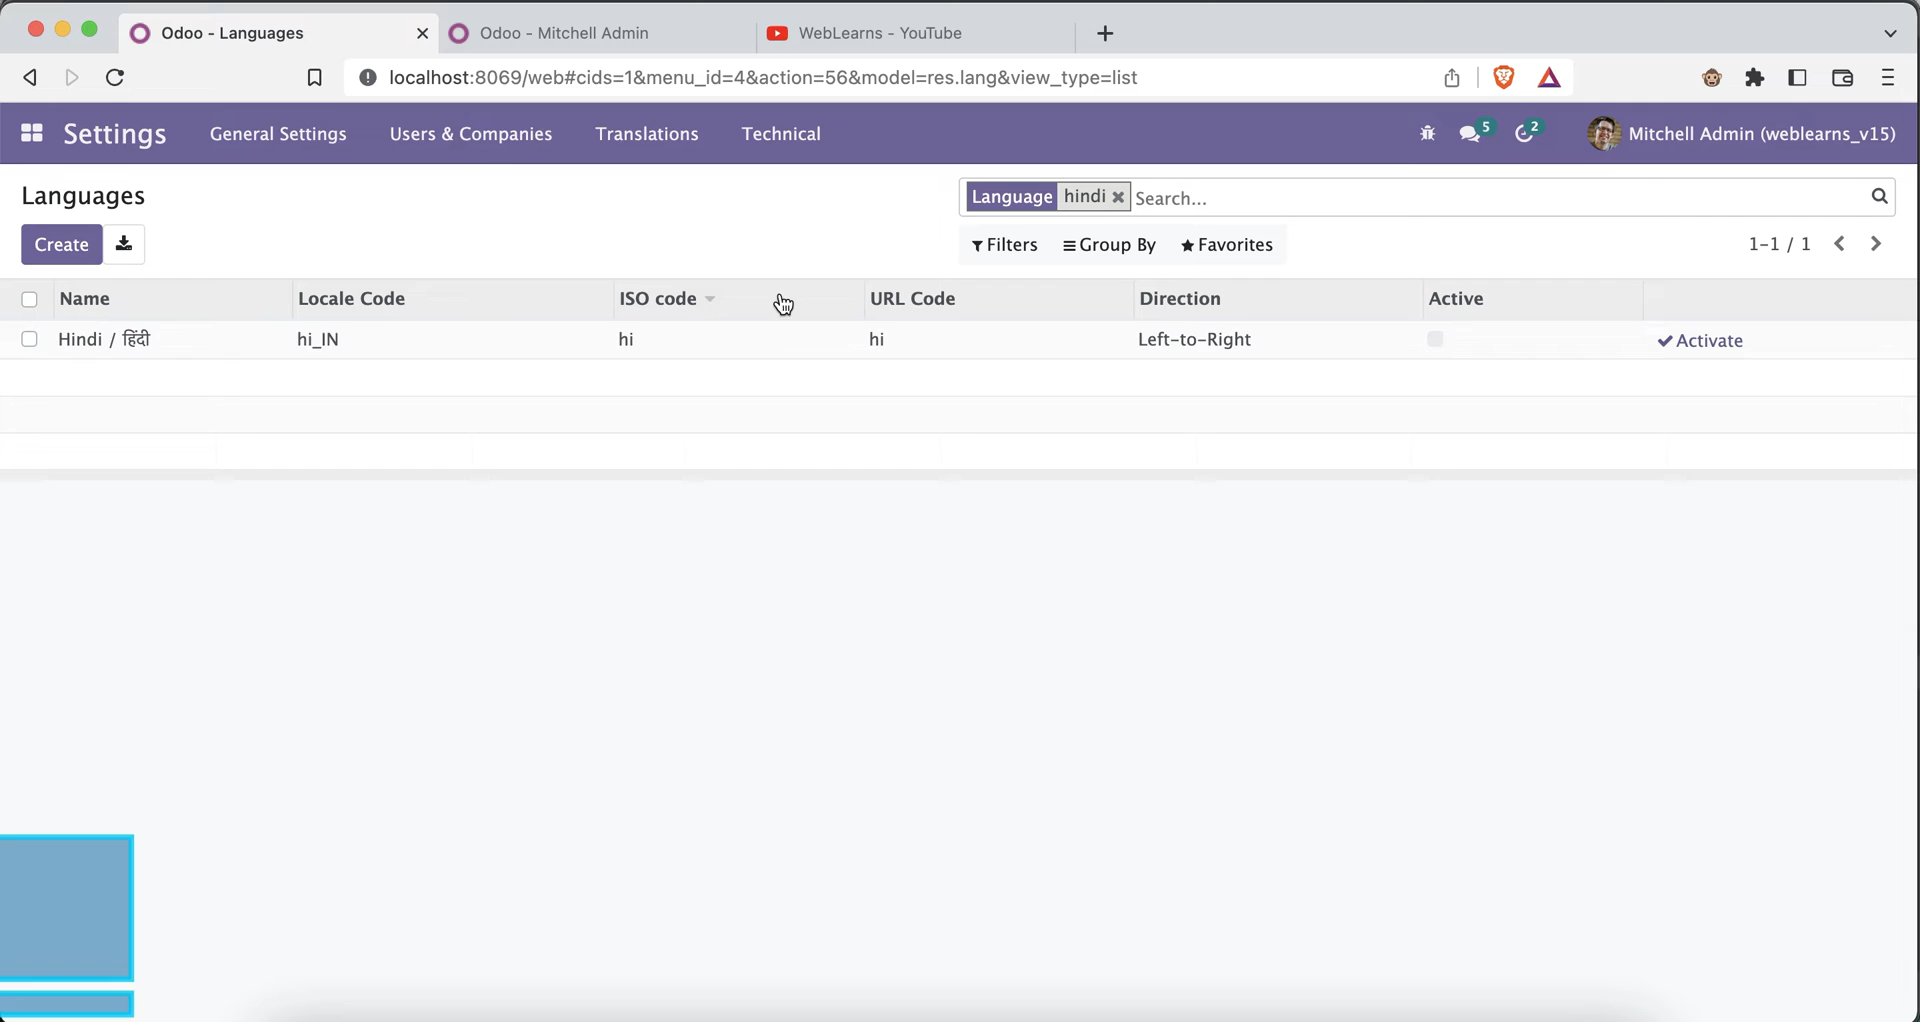 Odoo - Languages
Odoo - Mitchell Admin
WebLearns - YouTube
localhost:8069/web#cids=1&menu_id=4&action=56&model=res.lang&view_type=list
Settings General Settings Users & Companies Translations Technical 5 2 Mitchell Admin (weblearns_v15)
Languages
Language hindi Search...
Create
Filters Group By Favorites 1-1 / 1
Name Locale Code ISO code URL Code Direction Active
Hindi / हिंदी hi_IN hi hi Left-to-Right Activate